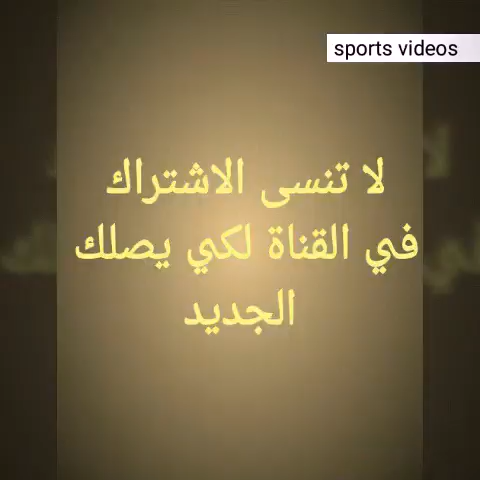 sports videos
لا تنسى الاشتراك
في القناة لكي يصلك
الجديد